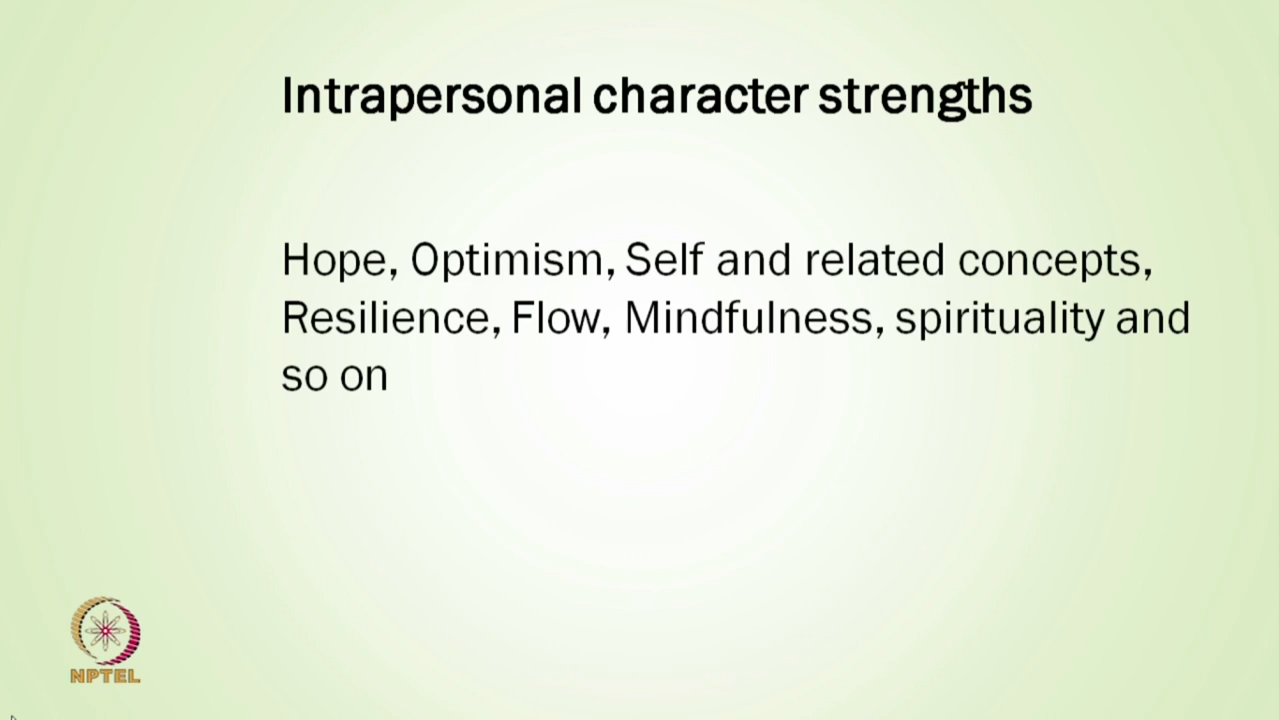 Intrapersonal character strengths
Hope, Optimism, Self and related concepts,
Resilience, Flow, Mindfulness, spirituality and
so on
NPTEL